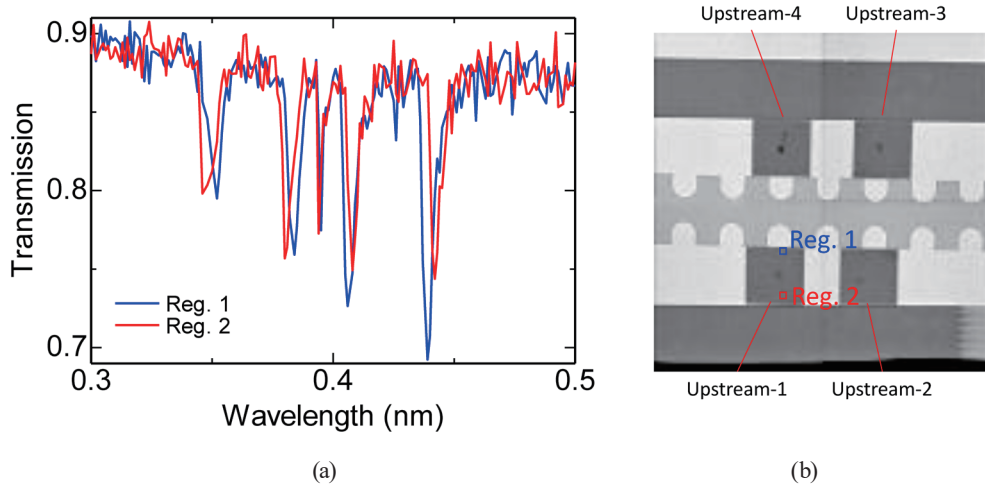 0.9
0.8
0.7
Transmission
Reg. 1
Reg. 2
0.3 0.4 0.5
Wavelength (nm)
(a)
Upstream-4 Upstream-3
Reg. 1
Reg. 2
Upstream-1 Upstream-2
(b)